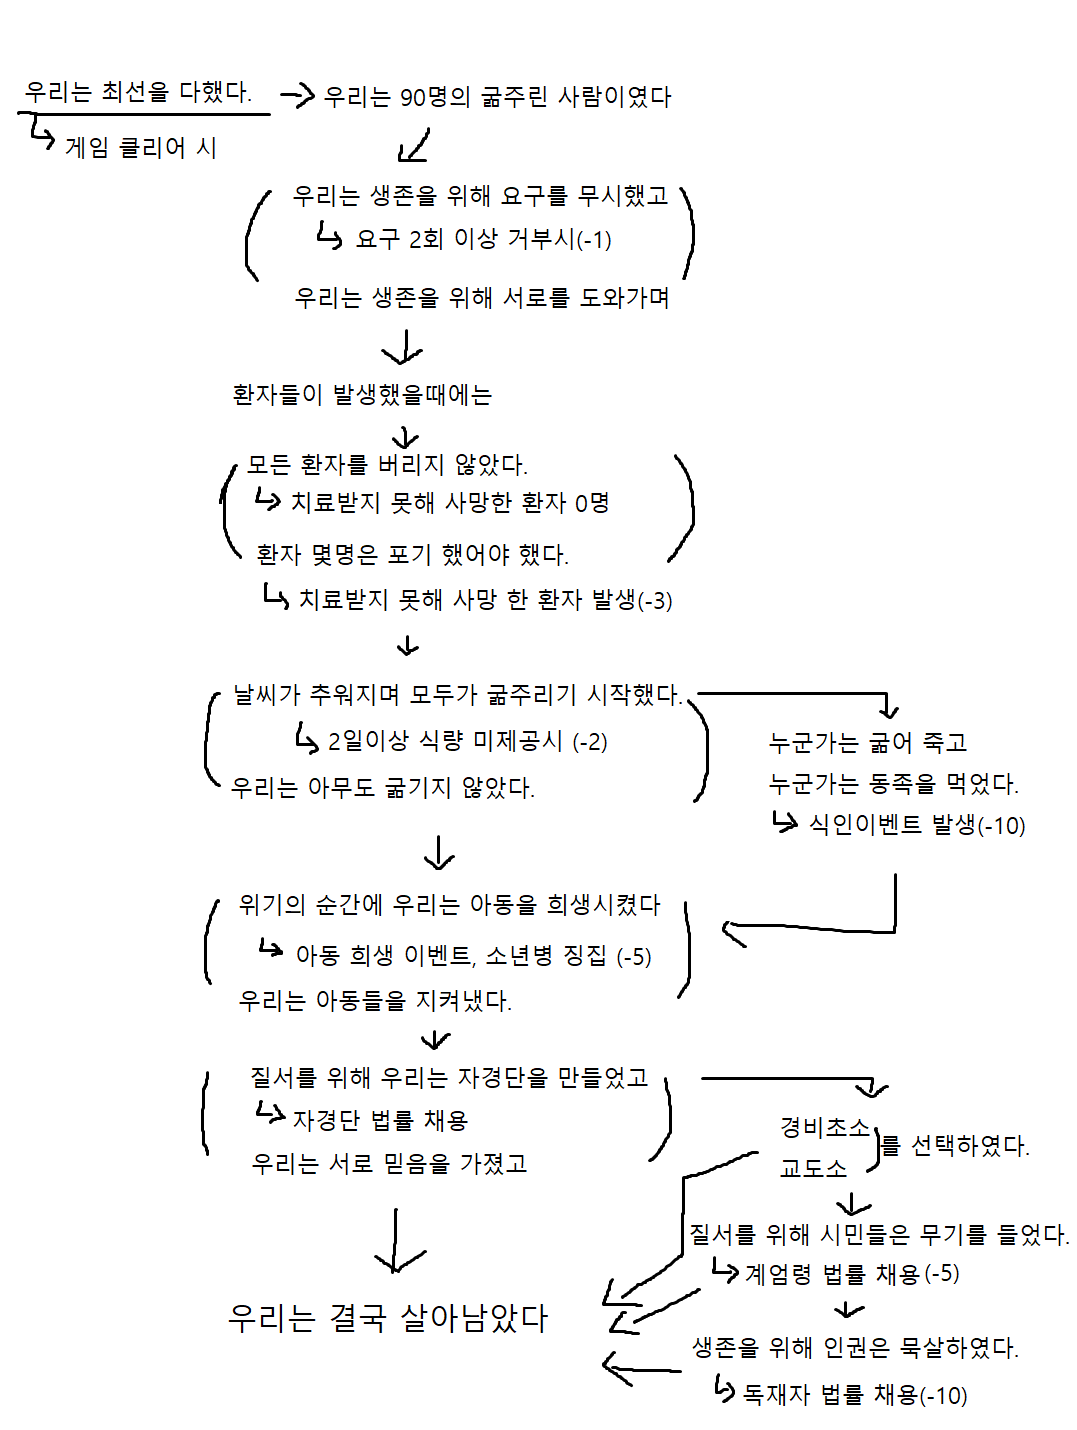 우리는 최선을 다했다.
게임 클리어 시
우리는 90명의 굶주린 사람이였다
우리는 생존을 위해 요구를 무시했고
요구 2회 이상 거부시(-1)
우리는 생존을 위해 서로를 도와가며
환자들이 발생했을때에는
모든 환자를 버리지 않았다.
치료받지 못해 사망한 환자 0명
환자 몇명은 포기 했어야 했다.
치료받지 못해 사망 한 환자 발생(-3)
날씨가 추워지며 모두가 굶주리기 시작했다.
2일이상 식량 미제공시 (-2)
우리는 아무도 굶기지 않았다.
누군가는 굶어 죽고
누군가는 동족을 먹었다.
식인이벤트 발생(-10)
위기의 순간에 우리는 아동을 희생시켰다
아동 희생 이벤트, 소년병 징집 (-5)
우리는 아동들을 지켜냈다.
질서를 위해 우리는 자경단을 만들었고
자경단 법률 채용
우리는 서로 믿음을 가졌고
경비초소
교도소
를 선택하였다.
질서를 위해 시민들은 무기를 들었다.
계엄령 법률 채용(-5)
생존을 위해 인권은 묵살하였다.
독재자 법률 채용(-10)
우리는 결국 살아남았다